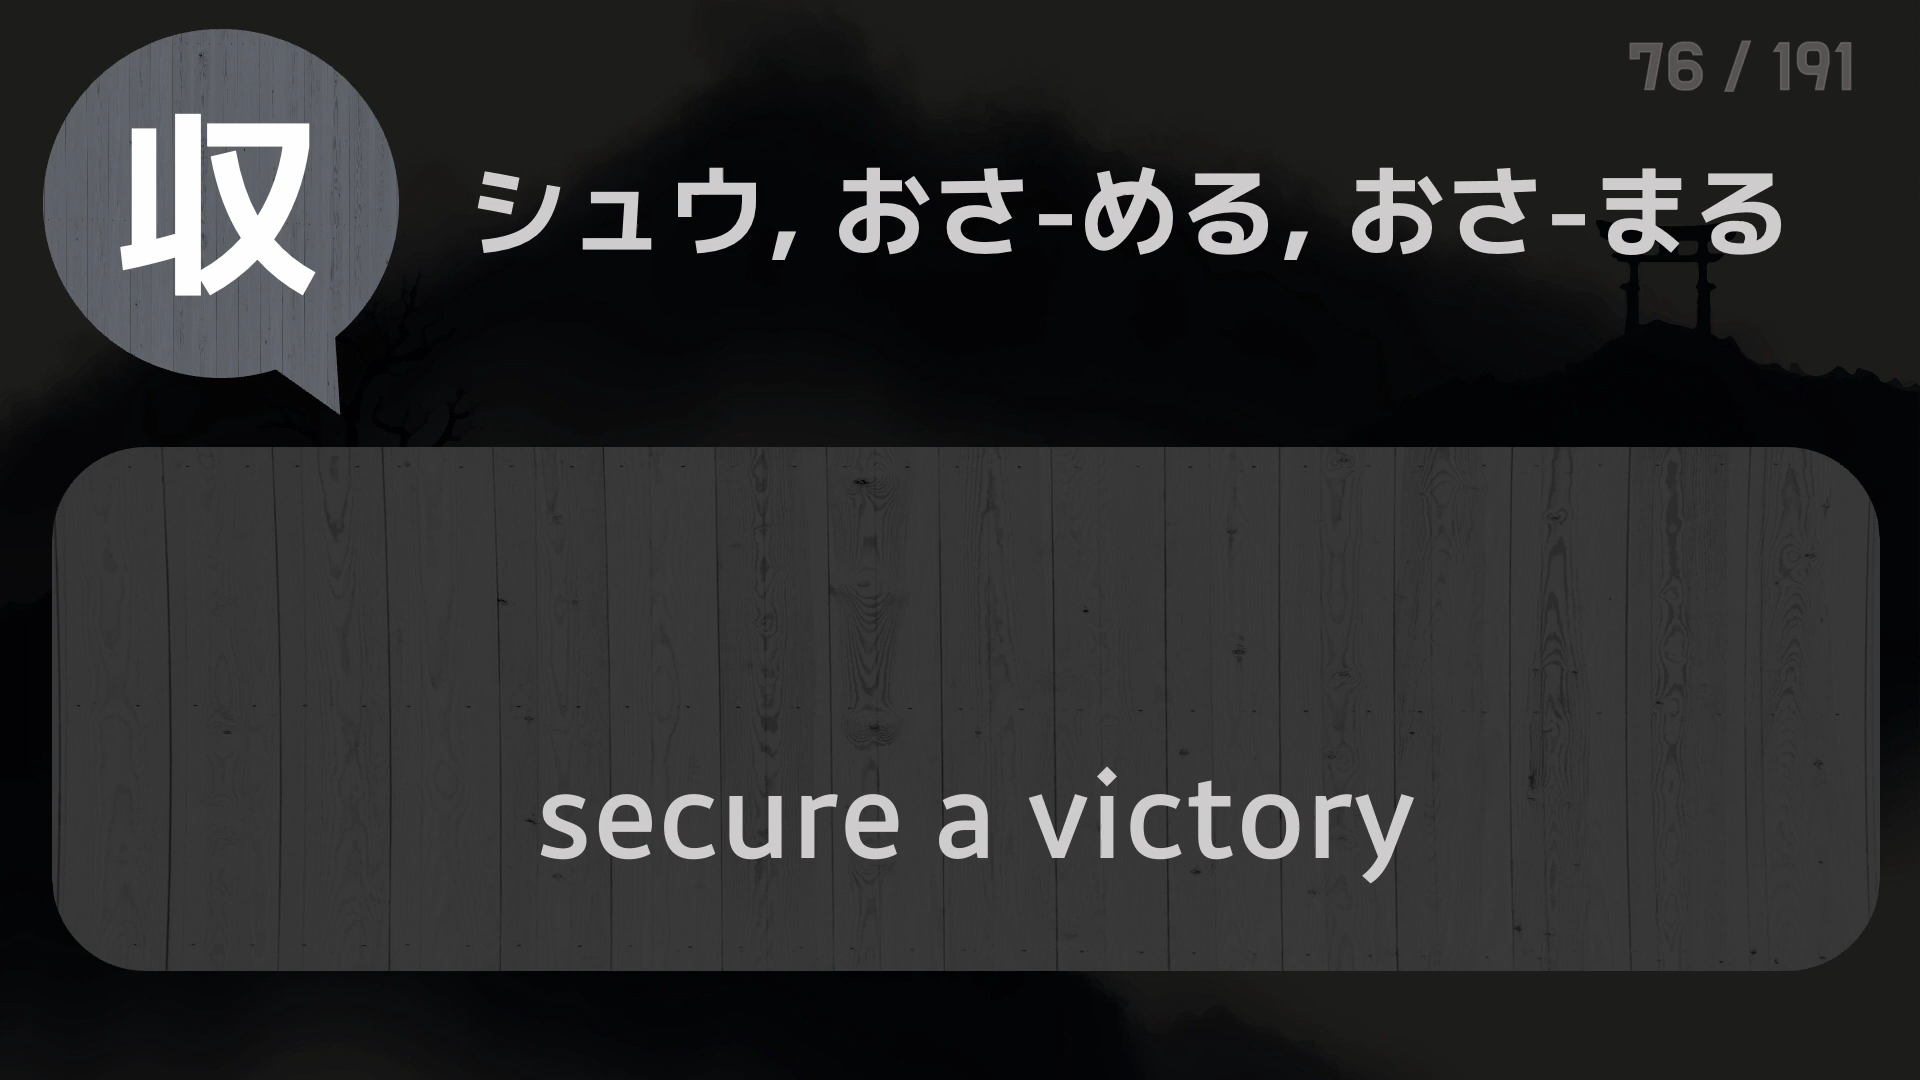 76 / 191
収
シュウ, おさ-める, おさ-まる
secure a victory